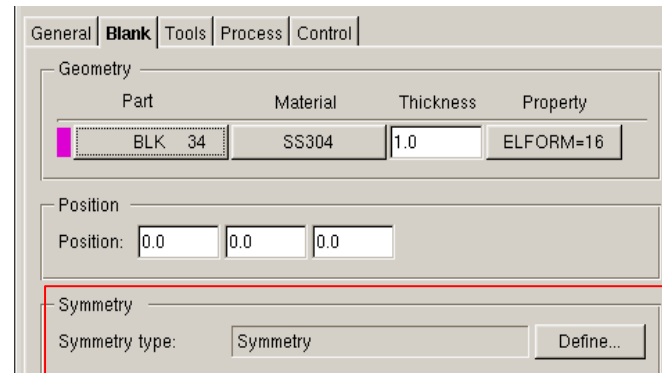 General Blank Tools Process Control
Geometry
Part Material Thickness Property
BLK 34 SS304 1.0 ELFORM=16
Position
Position: 0.0 0.0 0.0
Symmetry
Symmetry type: Symmetry Define...